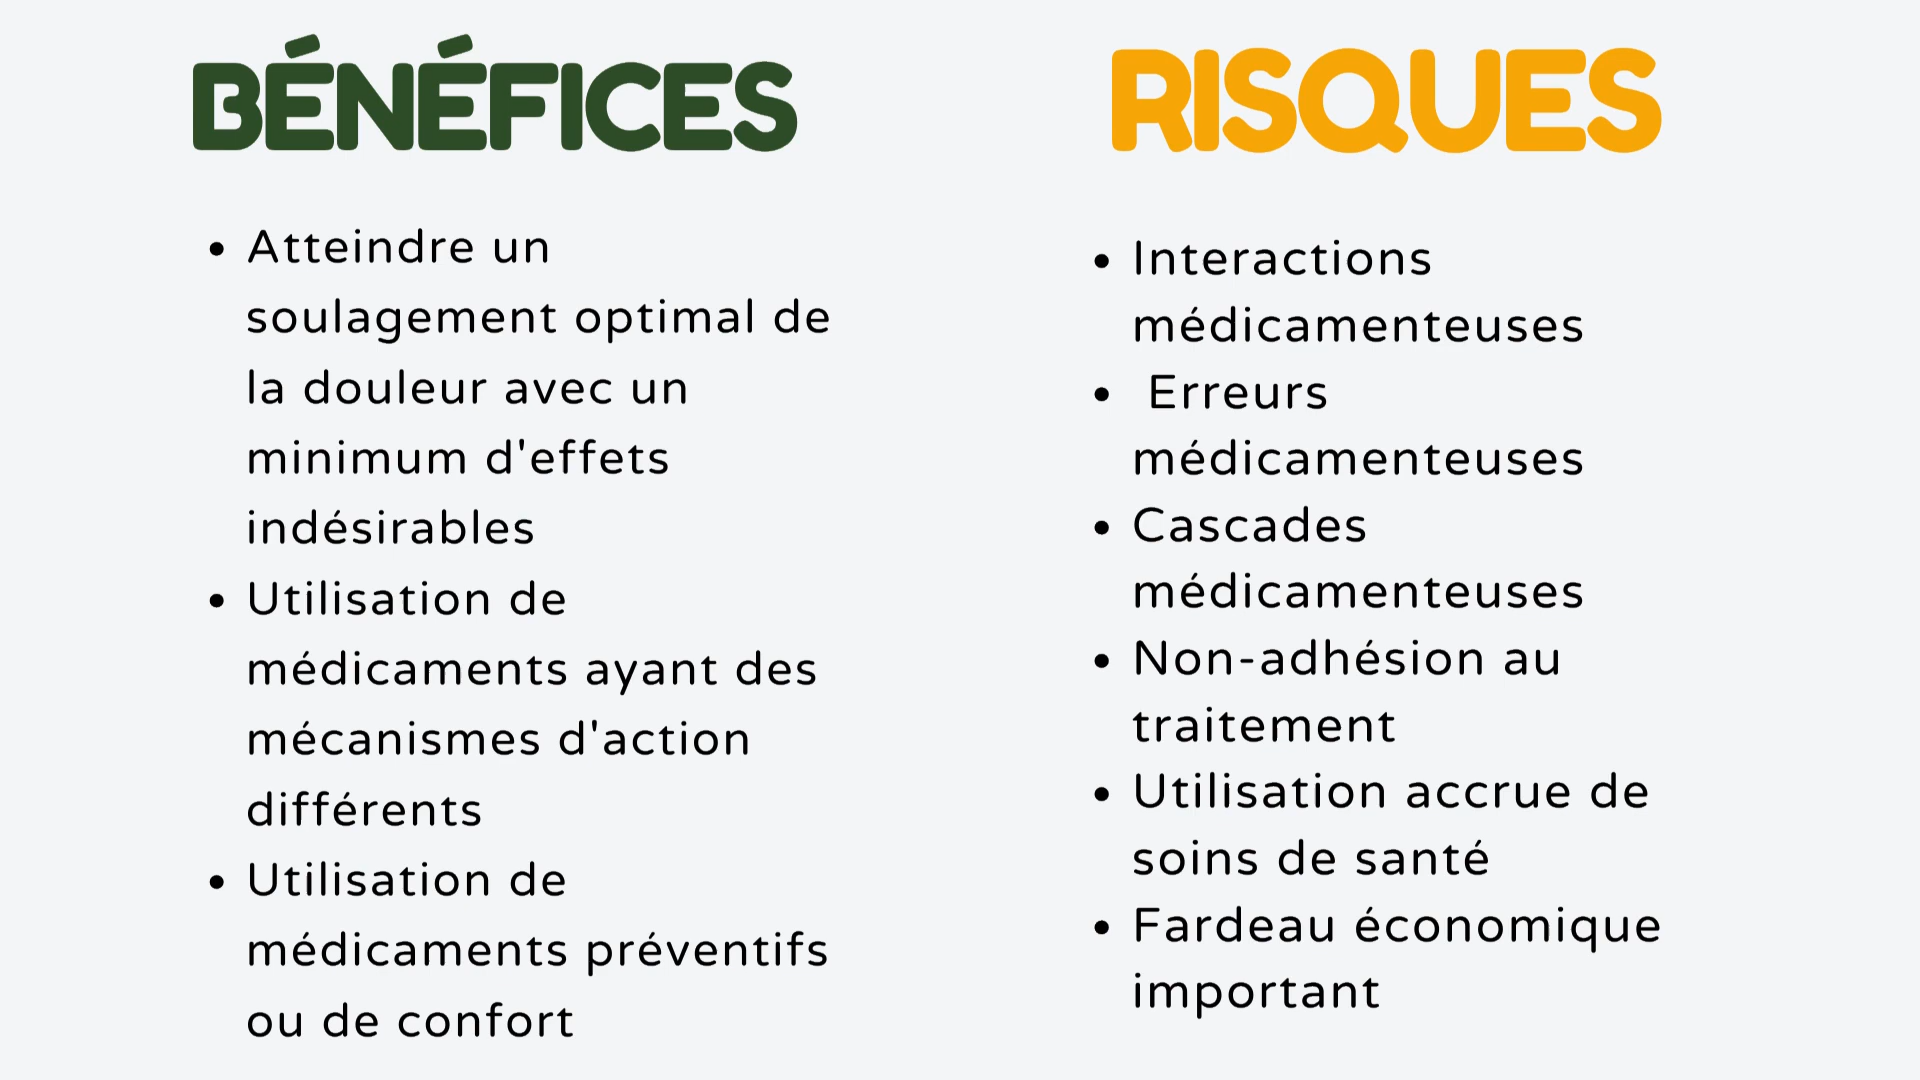 BÉNÉFICES
• Atteindre un
soulagement optimal de
la douleur avec un
minimum d'effets
indésirables
• Utilisation de
médicaments ayant des
mécanismes d'action
différents
• Utilisation de
médicaments préventifs
ou de confort
RISQUES
• Interactions
médicamenteuses
• Erreurs
médicamenteuses
• Cascades
médicamenteuses
• Non-adhésion au
traitement
• Utilisation accrue de
soins de santé
• Fardeau économique
important